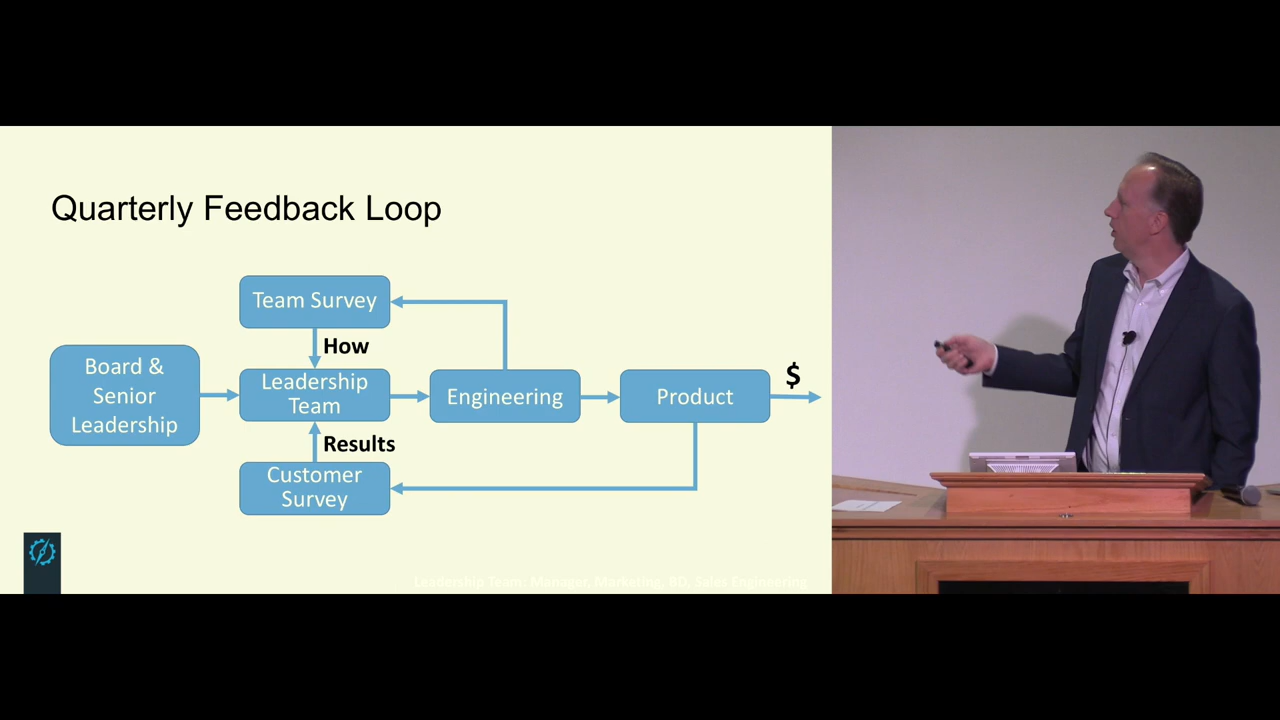 Quarterly Feedback Loop
Team Survey
How
Board &
Senior
Leadership
Leadership
Team
Engineering
Product
$
Results
Customer
Survey
Leadership Team: Manager, Marketing, BD, Sales Engineering